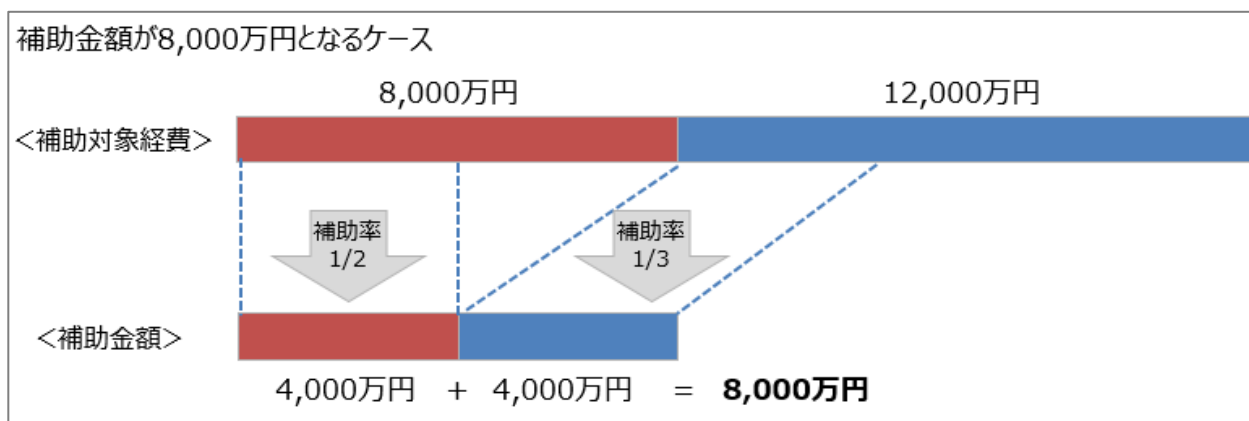 補助金額が8,000万円となるケース
8,000万円
12,000万円
＜補助対象経費＞
補助率
1/2
補助率
1/3
＜補助金額＞
4,000万円 + 4,000万円 = 8,000万円